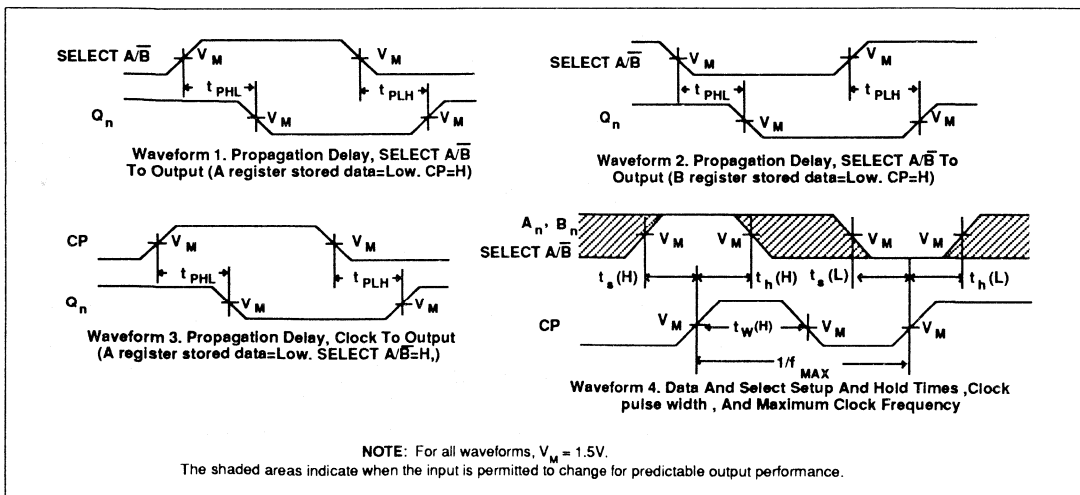 SELECT A/B̅
V M
V M
t PHL
t PLH
Q n
V M
V M
Waveform 1. Propagation Delay, SELECT A/B̅
To Output (A register stored data=Low. CP=H)
SELECT A/B̅
V M
V M
t PHL
t PLH
Q n
V M
V M
Waveform 2. Propagation Delay, SELECT A/B̅ To
Output (B register stored data=Low. CP=H)
CP
V M
V M
t PHL
t PLH
Q n
V M
V M
Waveform 3. Propagation Delay, Clock To Output
(A register stored data=Low. SELECT A/B̅=H,)
A n, B n
SELECT A/B̅
V M
V M
V M
V M
t s (H)
t h (H)
t s (L)
t h (L)
CP
V M
t W (H)
V M
V M
1/f MAX
Waveform 4. Data And Select Setup And Hold Times ,Clock
pulse width , And Maximum Clock Frequency
NOTE: For all waveforms, V M = 1.5V.
The shaded areas indicate when the input is permitted to change for predictable output performance.